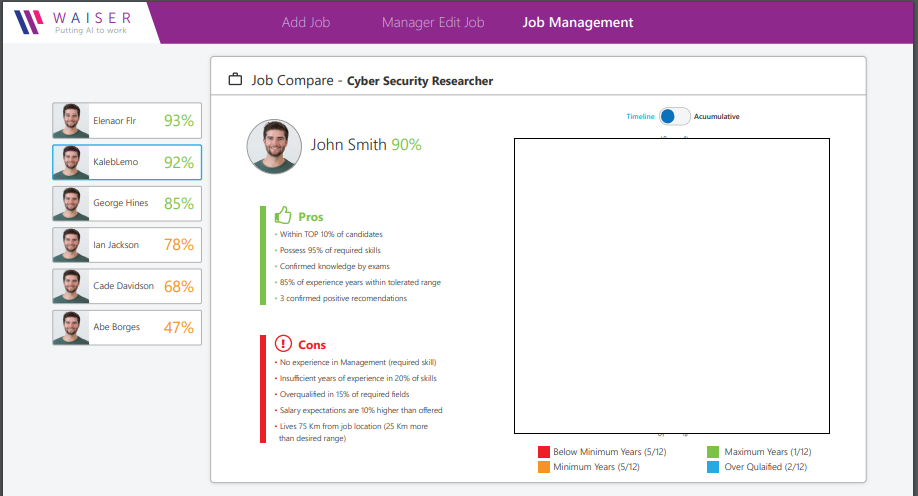 WAISER
Putting AI to work
Add Job
Manager Edit Job
Job Management
Job Compare - Cyber Security Researcher
Elenaor Flr 93%
KalebLemo 92%
George Hines 85%
Ian Jackson 78%
Cade Davidson 68%
Abe Borges 47%
John Smith 90%
Timeline
Acuumulative
Pros
• Within TOP 10% of candidates
• Possess 95% of required skills
• Confirmed knowledge by exams
• 85% of experience years within tolerated range
• 3 confirmed positive recomendations
Cons
• No experience in Management (required skill)
• Insufficient years of experience in 20% of skills
• Overqualified in 15% of required fields
• Salary expectations are 10% higher than offered
• Lives 75 Km from job location (25 Km more
than desired range)
Below Minimum Years (5/12)
Minimum Years (5/12)
Maximum Years (1/12)
Over Qulaified (2/12)